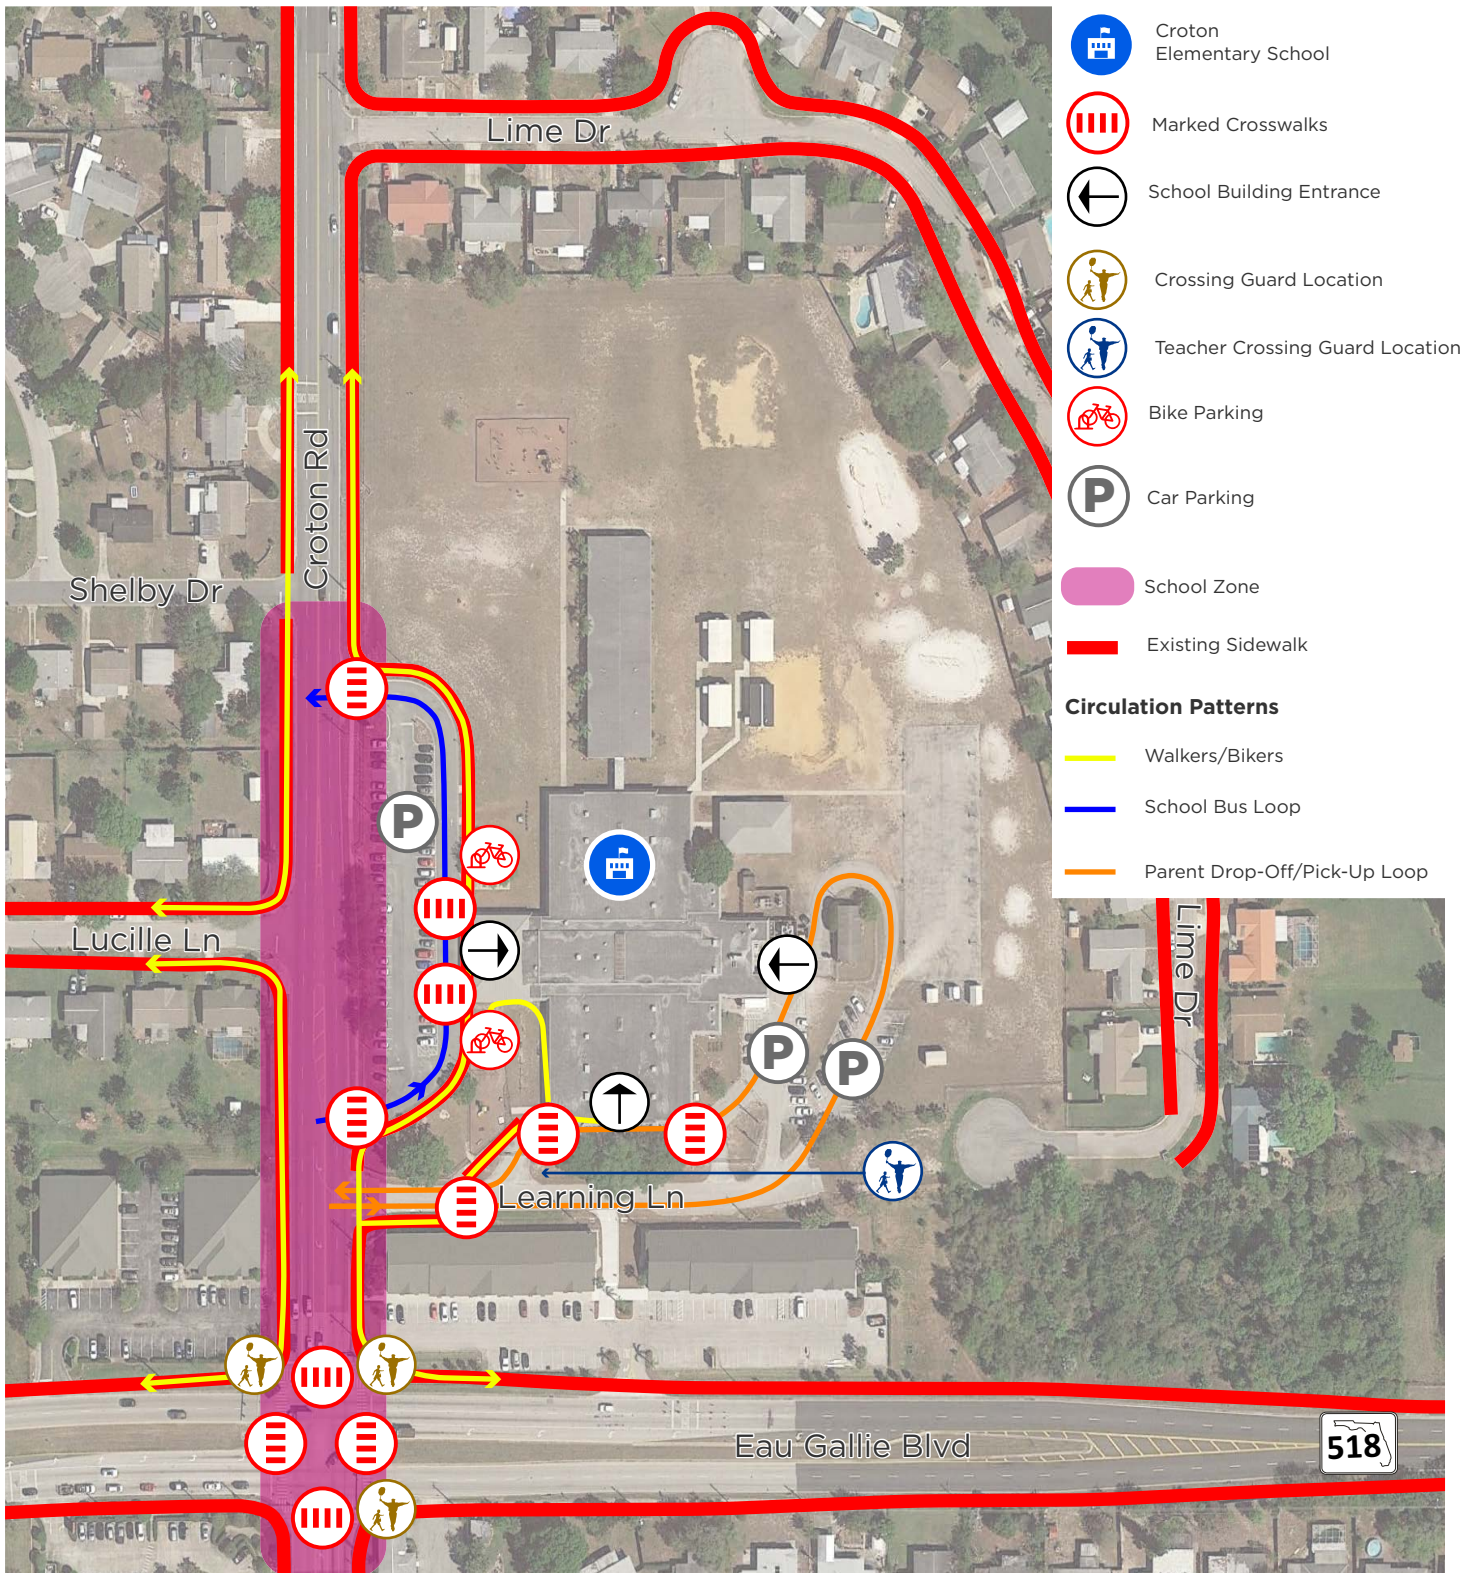 Croton
Elementary School
Marked Crosswalks
School Building Entrance
Crossing Guard Location
Teacher Crossing Guard Location
Bike Parking
P
Car Parking
School Zone
Existing Sidewalk
Circulation Patterns
Walkers/Bikers
School Bus Loop
Parent Drop-Off/Pick-Up Loop
Lime Dr
Croton Rd
Shelby Dr
P
Lucille Ln
Lime Dr
P
P
Learning Ln
Eau Gallie Blvd
518